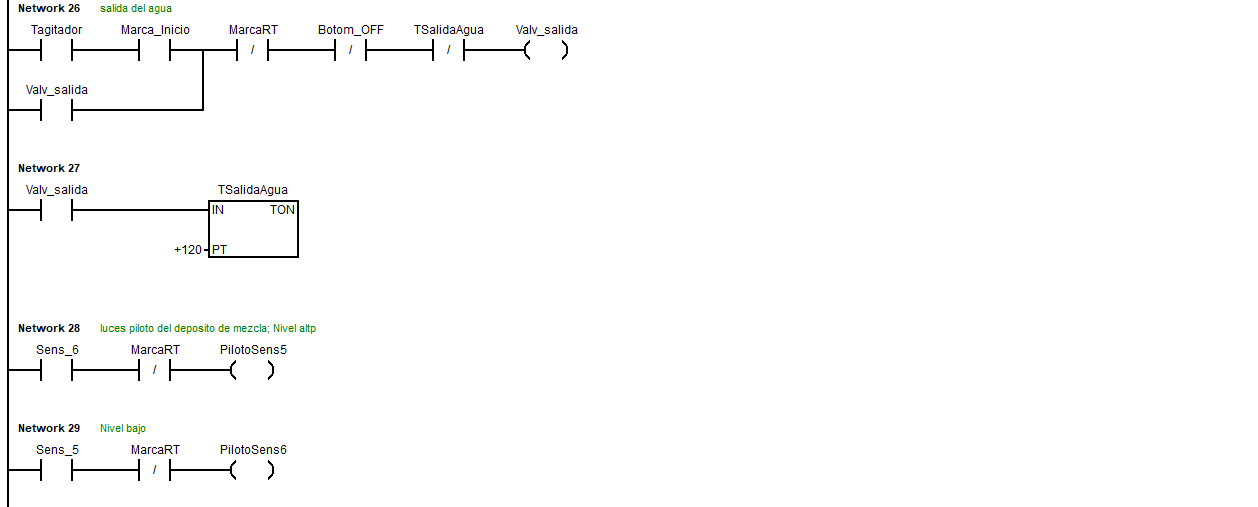 Network 26 salida del agua
Tagitador Marca_Inicio MarcaRT Botom_OFF TSalidaAgua Valv_salida
/ / /
Valv_salida
Network 27
Valv_salida TSalidaAgua
IN TON
+120 PT
Network 28 luces piloto del deposito de mezcla; Nivel altp
Sens_6 MarcaRT PilotoSens5
/
Network 29 Nivel bajo
Sens_5 MarcaRT PilotoSens6
/